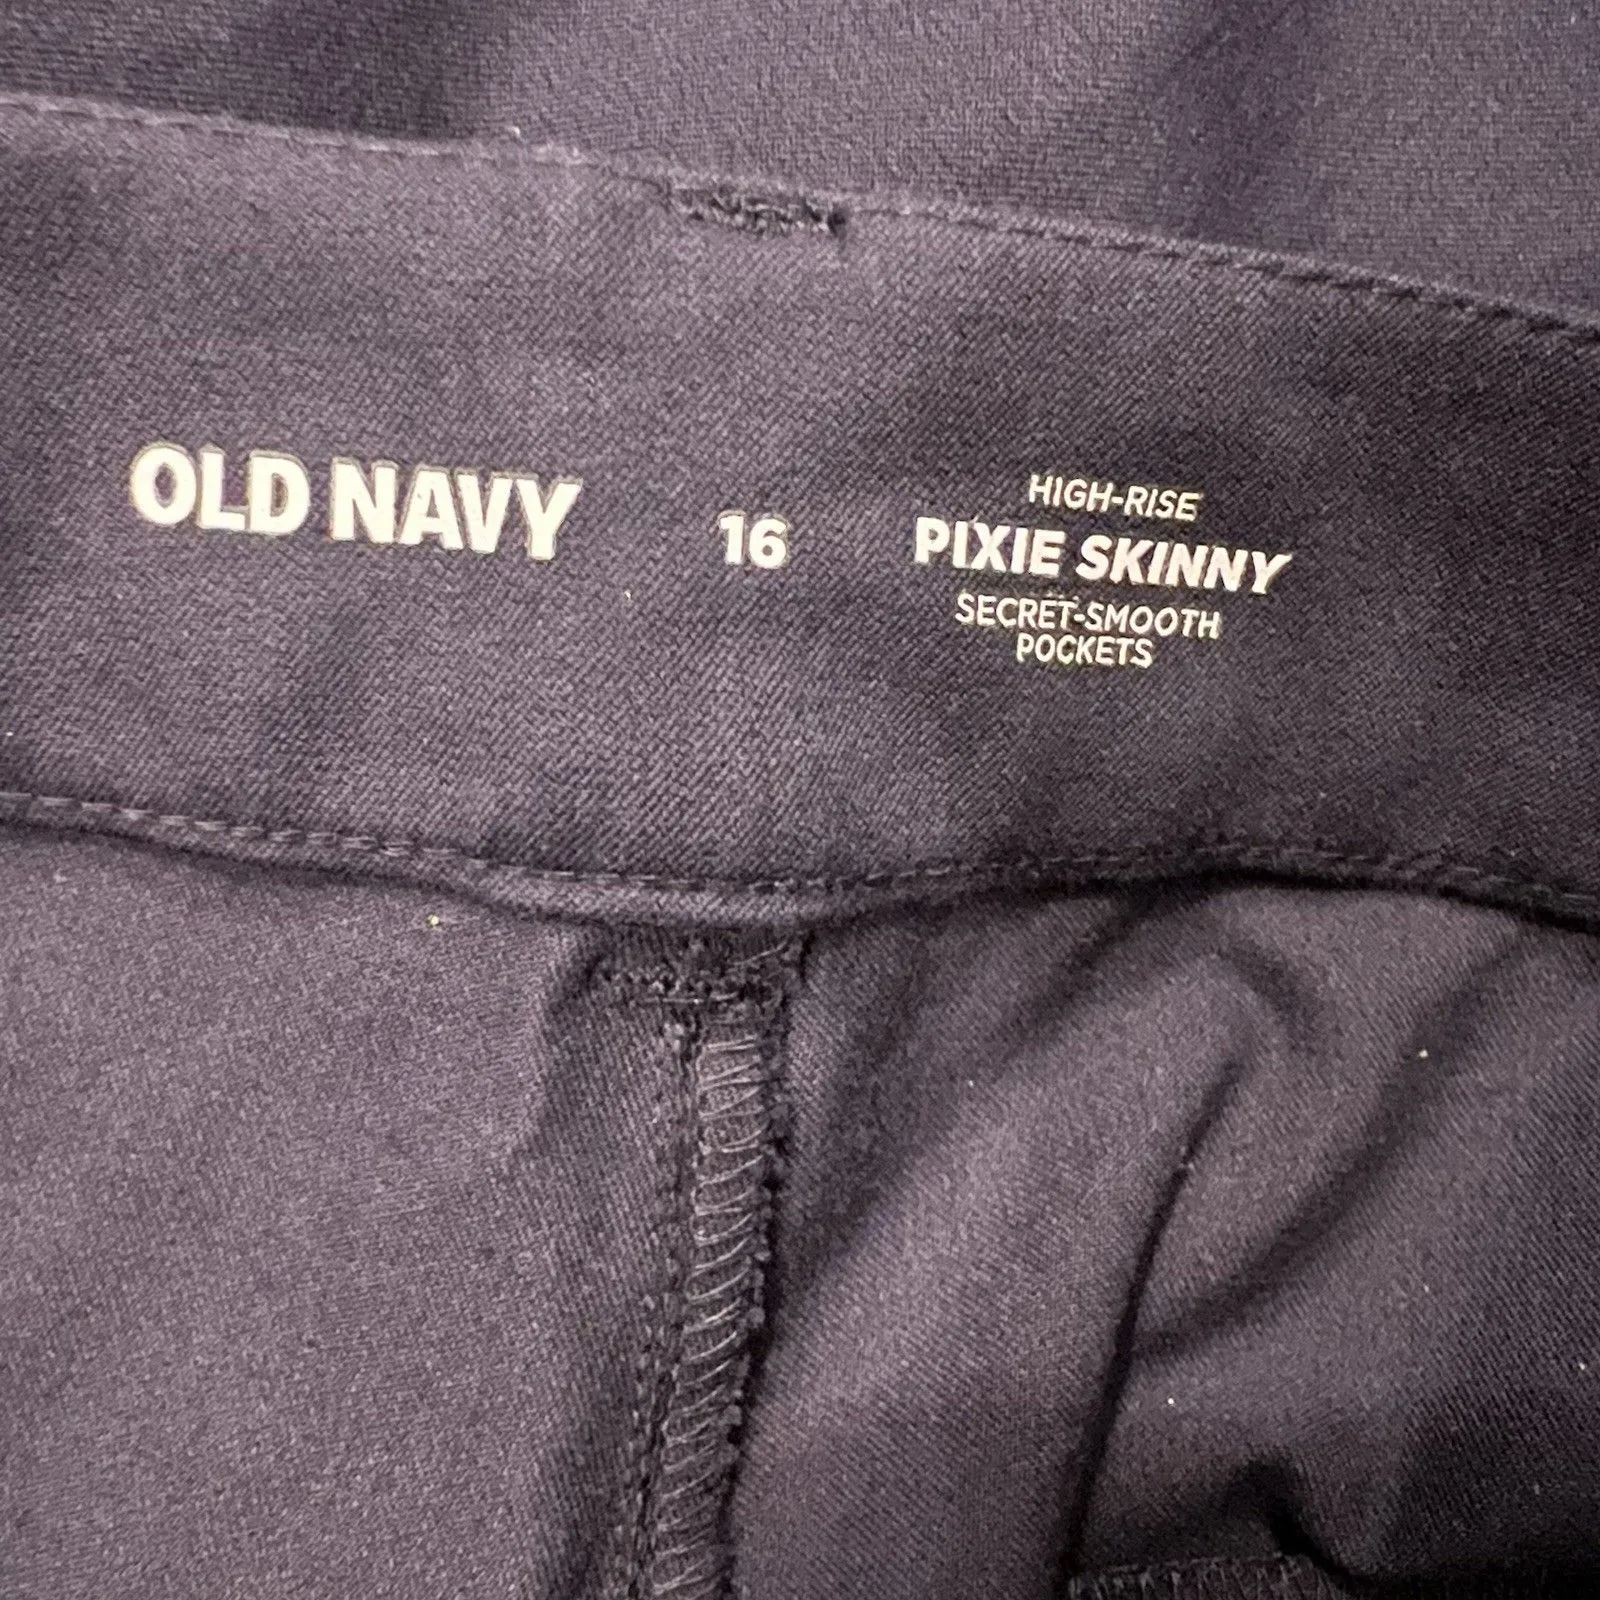 OLD NAVY
16
HIGH-RISE
PIXIE SKINNY
SECRET-SMOOTH
POCKETS